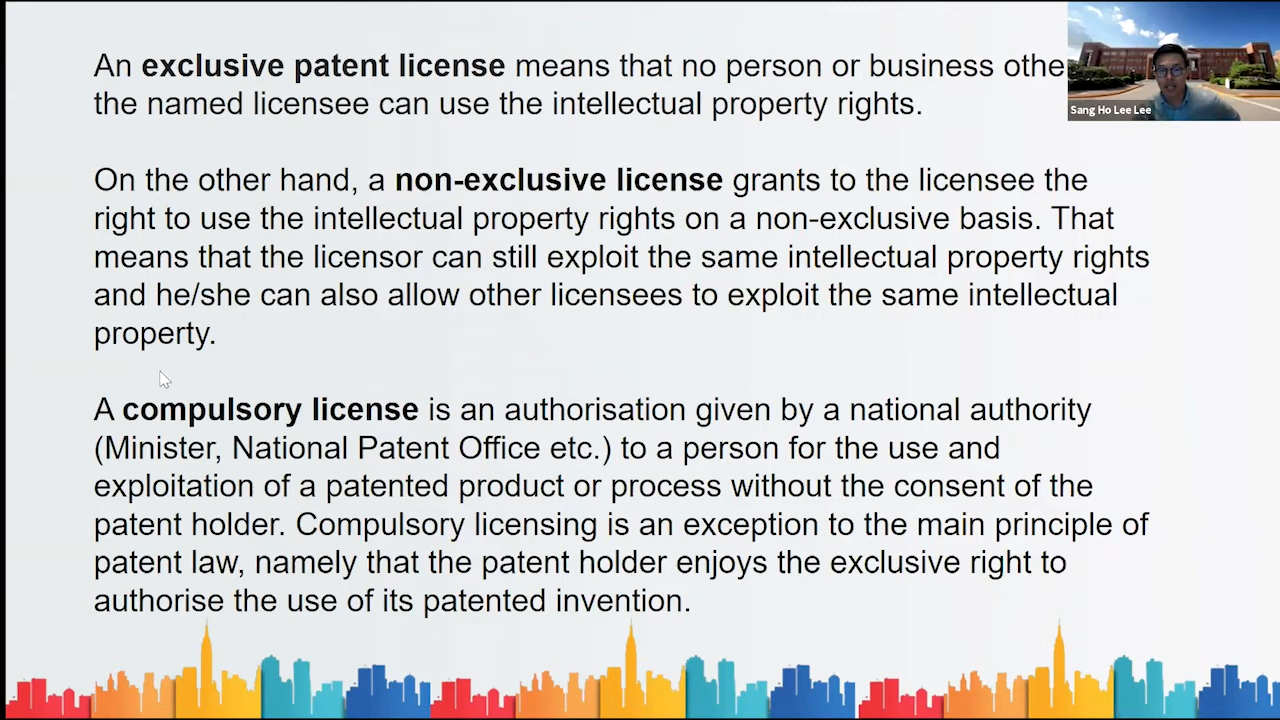 An exclusive patent license means that no person or business othe
the named licensee can use the intellectual property rights.
Sang Ho Lee Lee
On the other hand, a non-exclusive license grants to the licensee the
right to use the intellectual property rights on a non-exclusive basis. That
means that the licensor can still exploit the same intellectual property rights
and he/she can also allow other licensees to exploit the same intellectual
property.
A compulsory license is an authorisation given by a national authority
(Minister, National Patent Office etc.) to a person for the use and
exploitation of a patented product or process without the consent of the
patent holder. Compulsory licensing is an exception to the main principle of
patent law, namely that the patent holder enjoys the exclusive right to
authorise the use of its patented invention.